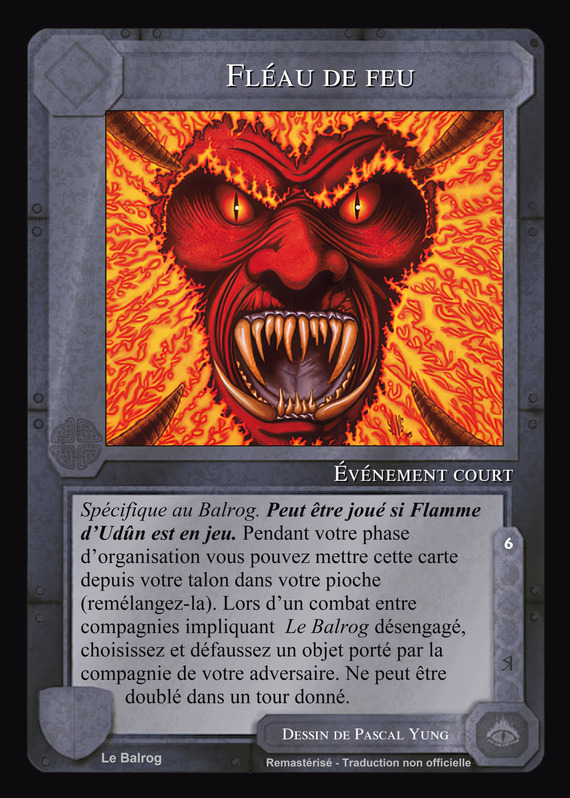 Fléau de feu
Événement court
Spécifique au Balrog. Peut être joué si Flamme
d’Udûn est en jeu. Pendant votre phase
d’organisation vous pouvez mettre cette carte
depuis votre talon dans votre pioche
(remélangez-la). Lors d’un combat entre
compagnies impliquant Le Balrog désengagé,
choisissez et défaussez un objet porté par la
compagnie de votre adversaire. Ne peut être
doublé dans un tour donné.
6
Dessin de Pascal Yung
Le Balrog
Remastérisé - Traduction non officielle